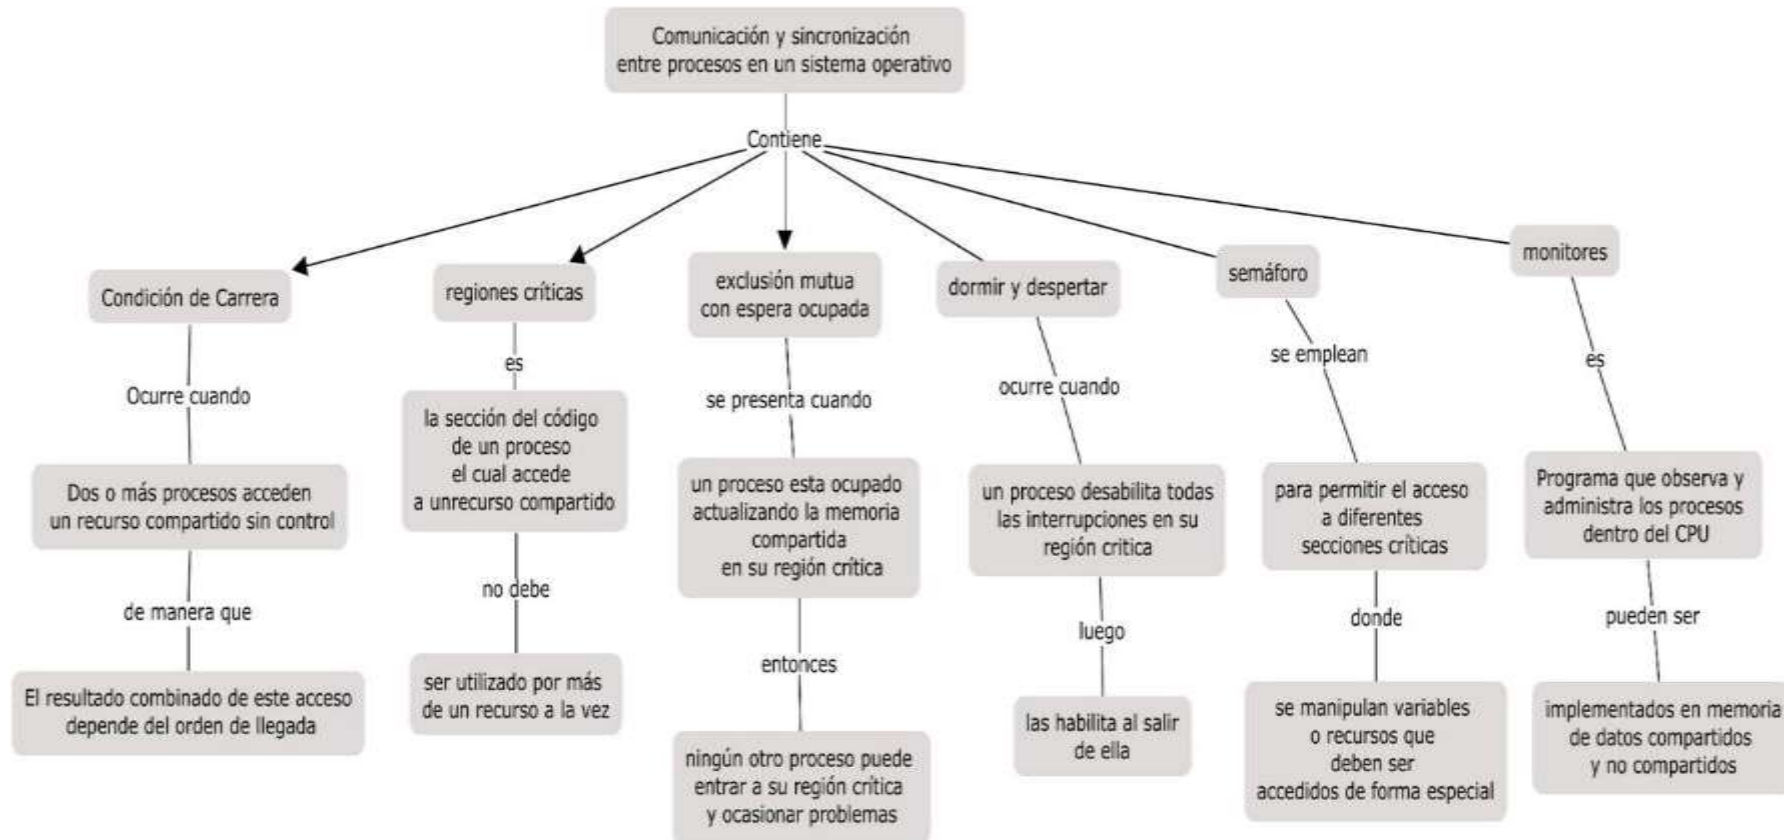 Comunicación y sincronización
entre procesos en un sistema operativo
Contiene
Condición de Carrera
Ocurre cuando
Dos o más procesos acceden
un recurso compartido sin control
de manera que
El resultado combinado de este acceso
depende del orden de llegada
regiones críticas
es
la sección del código
de un proceso
el cual accede
a unrecurso compartido
no debe
ser utilizado por más
de un recurso a la vez
exclusión mutua
con espera ocupada
se presenta cuando
un proceso esta ocupado
actualizando la memoria
compartida
en su región crítica
entonces
ningún otro proceso puede
entrar a su región crítica
y ocasionar problemas
dormir y despertar
ocurre cuando
un proceso desabilita todas
las interrupciones en su
región critica
luego
las habilita al salir
de ella
semáforo
se emplean
para permitir el acceso
a diferentes
secciones críticas
donde
se manipulan variables
o recursos que
deben ser
accedidos de forma especial
monitores
es
Programa que observa y
administra los procesos
dentro del CPU
pueden ser
implementados en memoria
de datos compartidos
y no compartidos